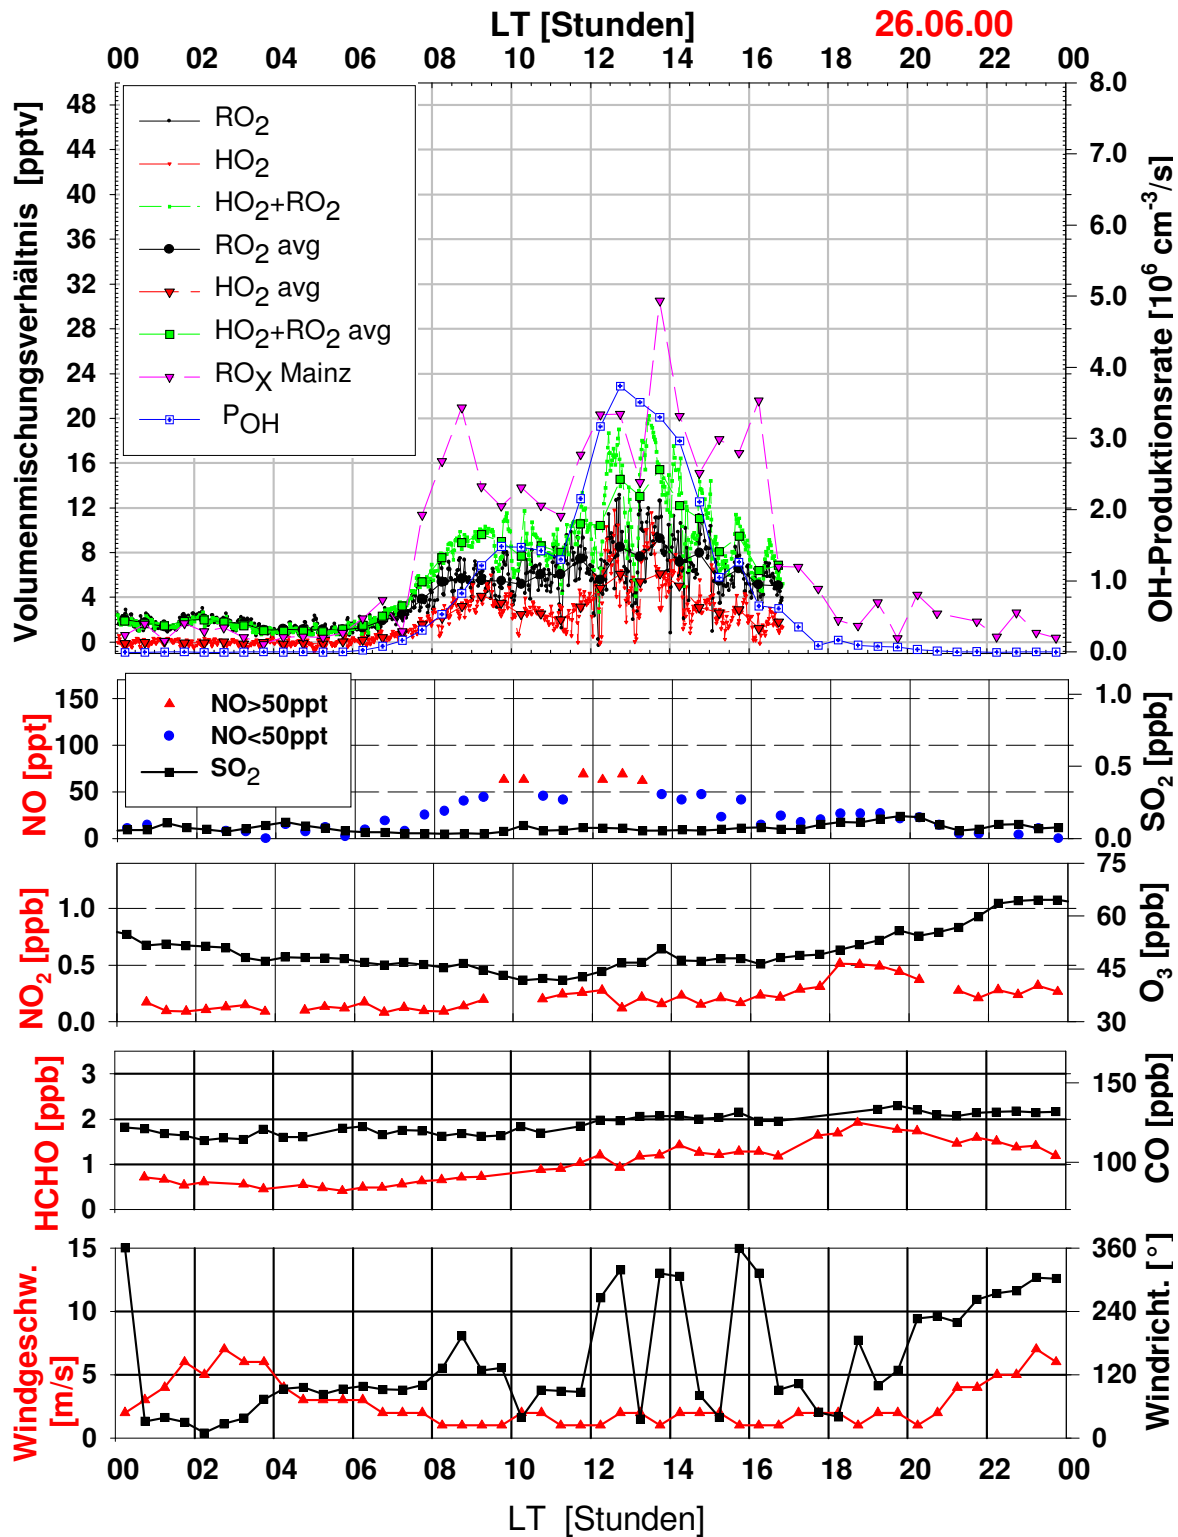 LT [Stunden] 26.06.00
00 02 04 06 08 10 12 14 16 18 20 22 00
Volumenmischungsverhältnis [pptv]
48
44
40
36
32
28
24
20
16
12
8
4
0
RO2
HO2
HO2+RO2
RO2 avg
HO2 avg
HO2+RO2 avg
ROX Mainz
POH
8.0
7.0
6.0
5.0
4.0
3.0
2.0
1.0
0.0
OH-Produktionsrate [10^6 cm^-3/s]
NO [ppt]
150
100
50
0
NO>50ppt
NO<50ppt
SO2
1.0
0.5
0.0
SO2 [ppb]
NO2 [ppb]
1.0
0.5
0.0
75
60
45
30
O3 [ppb]
HCHO [ppb]
3
2
1
0
150
100
CO [ppb]
Windgeschw.
[m/s]
15
10
5
0
360
240
120
0
Windricht. [°]
00 02 04 06 08 10 12 14 16 18 20 22 00
LT [Stunden]